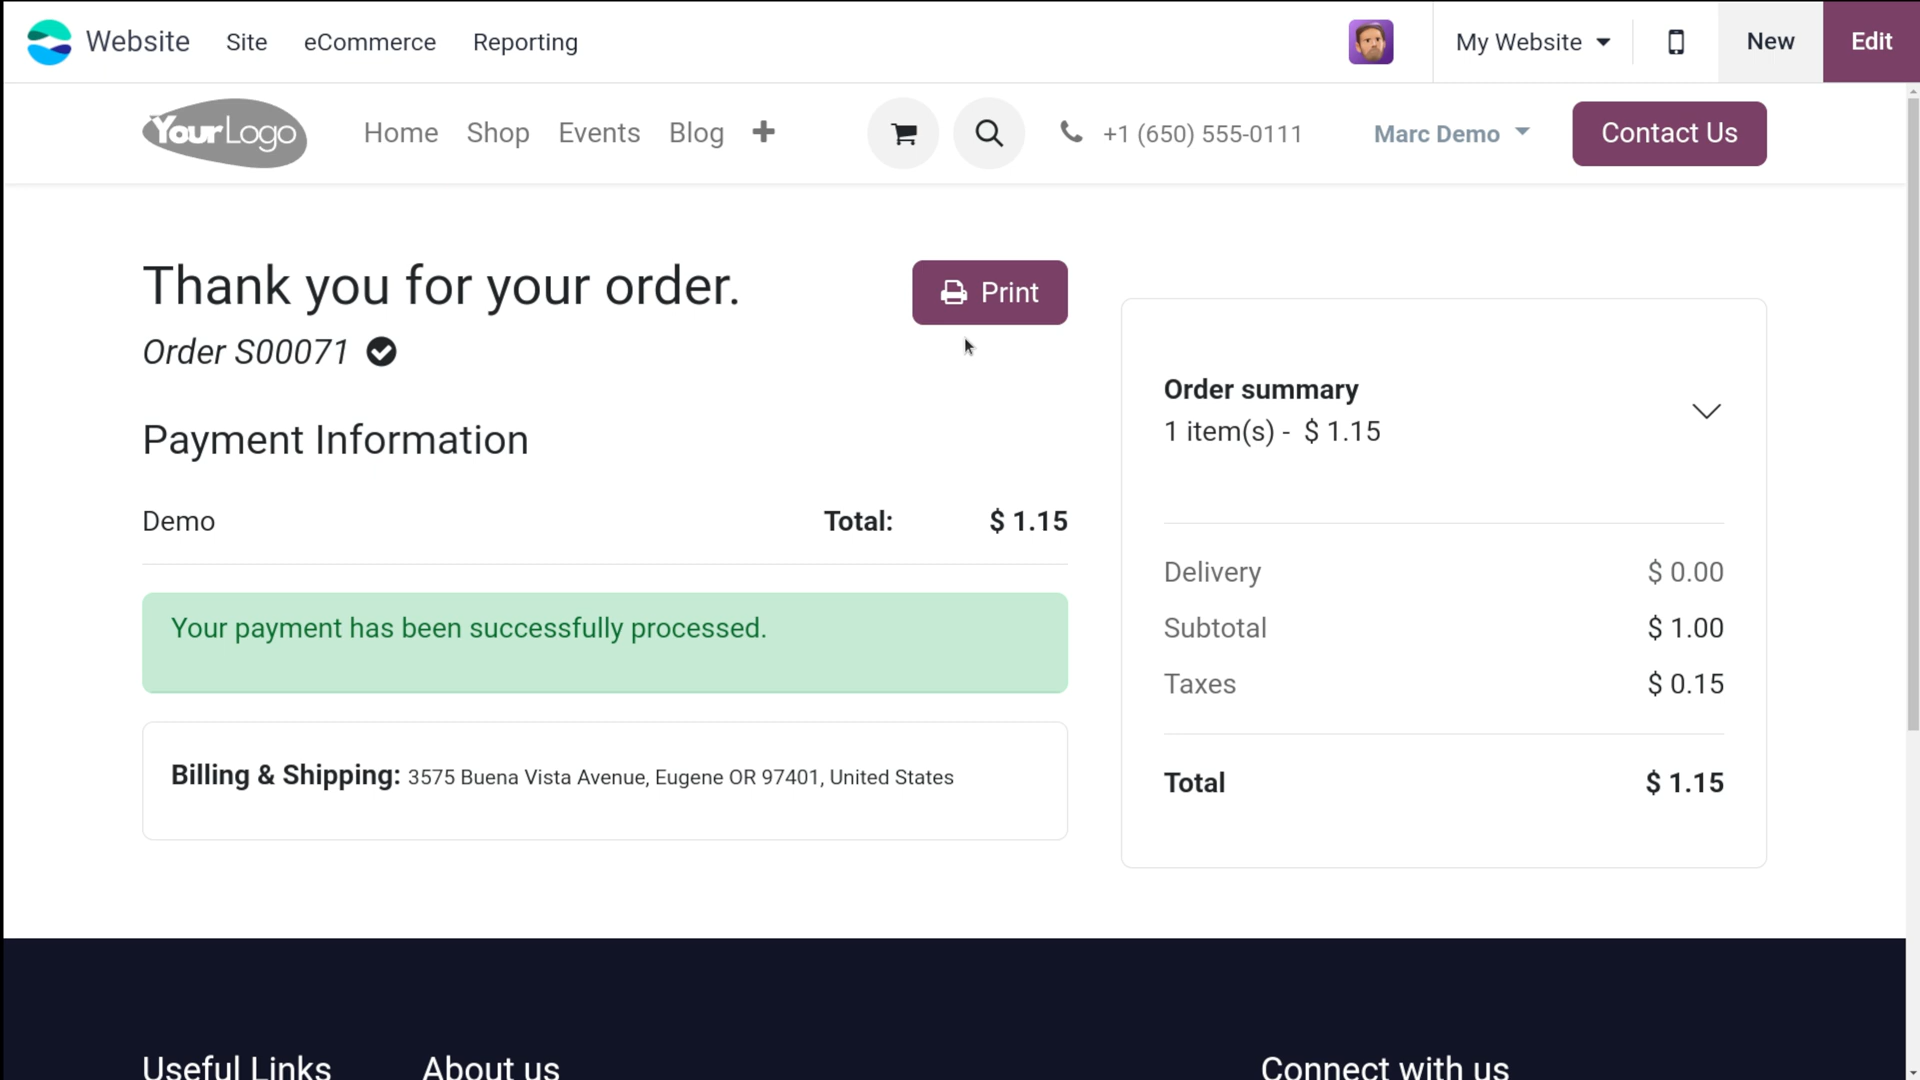 Website Site eCommerce Reporting My Website New Edit
YourLogo Home Shop Events Blog +1 (650) 555-0111 Marc Demo Contact Us
Thank you for your order.
Print
Order S00071
Payment Information
Demo Total: $ 1.15
Your payment has been successfully processed.
Billing & Shipping: 3575 Buena Vista Avenue, Eugene OR 97401, United States
Order summary
1 item(s) - $ 1.15
Delivery $ 0.00
Subtotal $ 1.00
Taxes $ 0.15
Total $ 1.15
Useful Links About us Connect with us